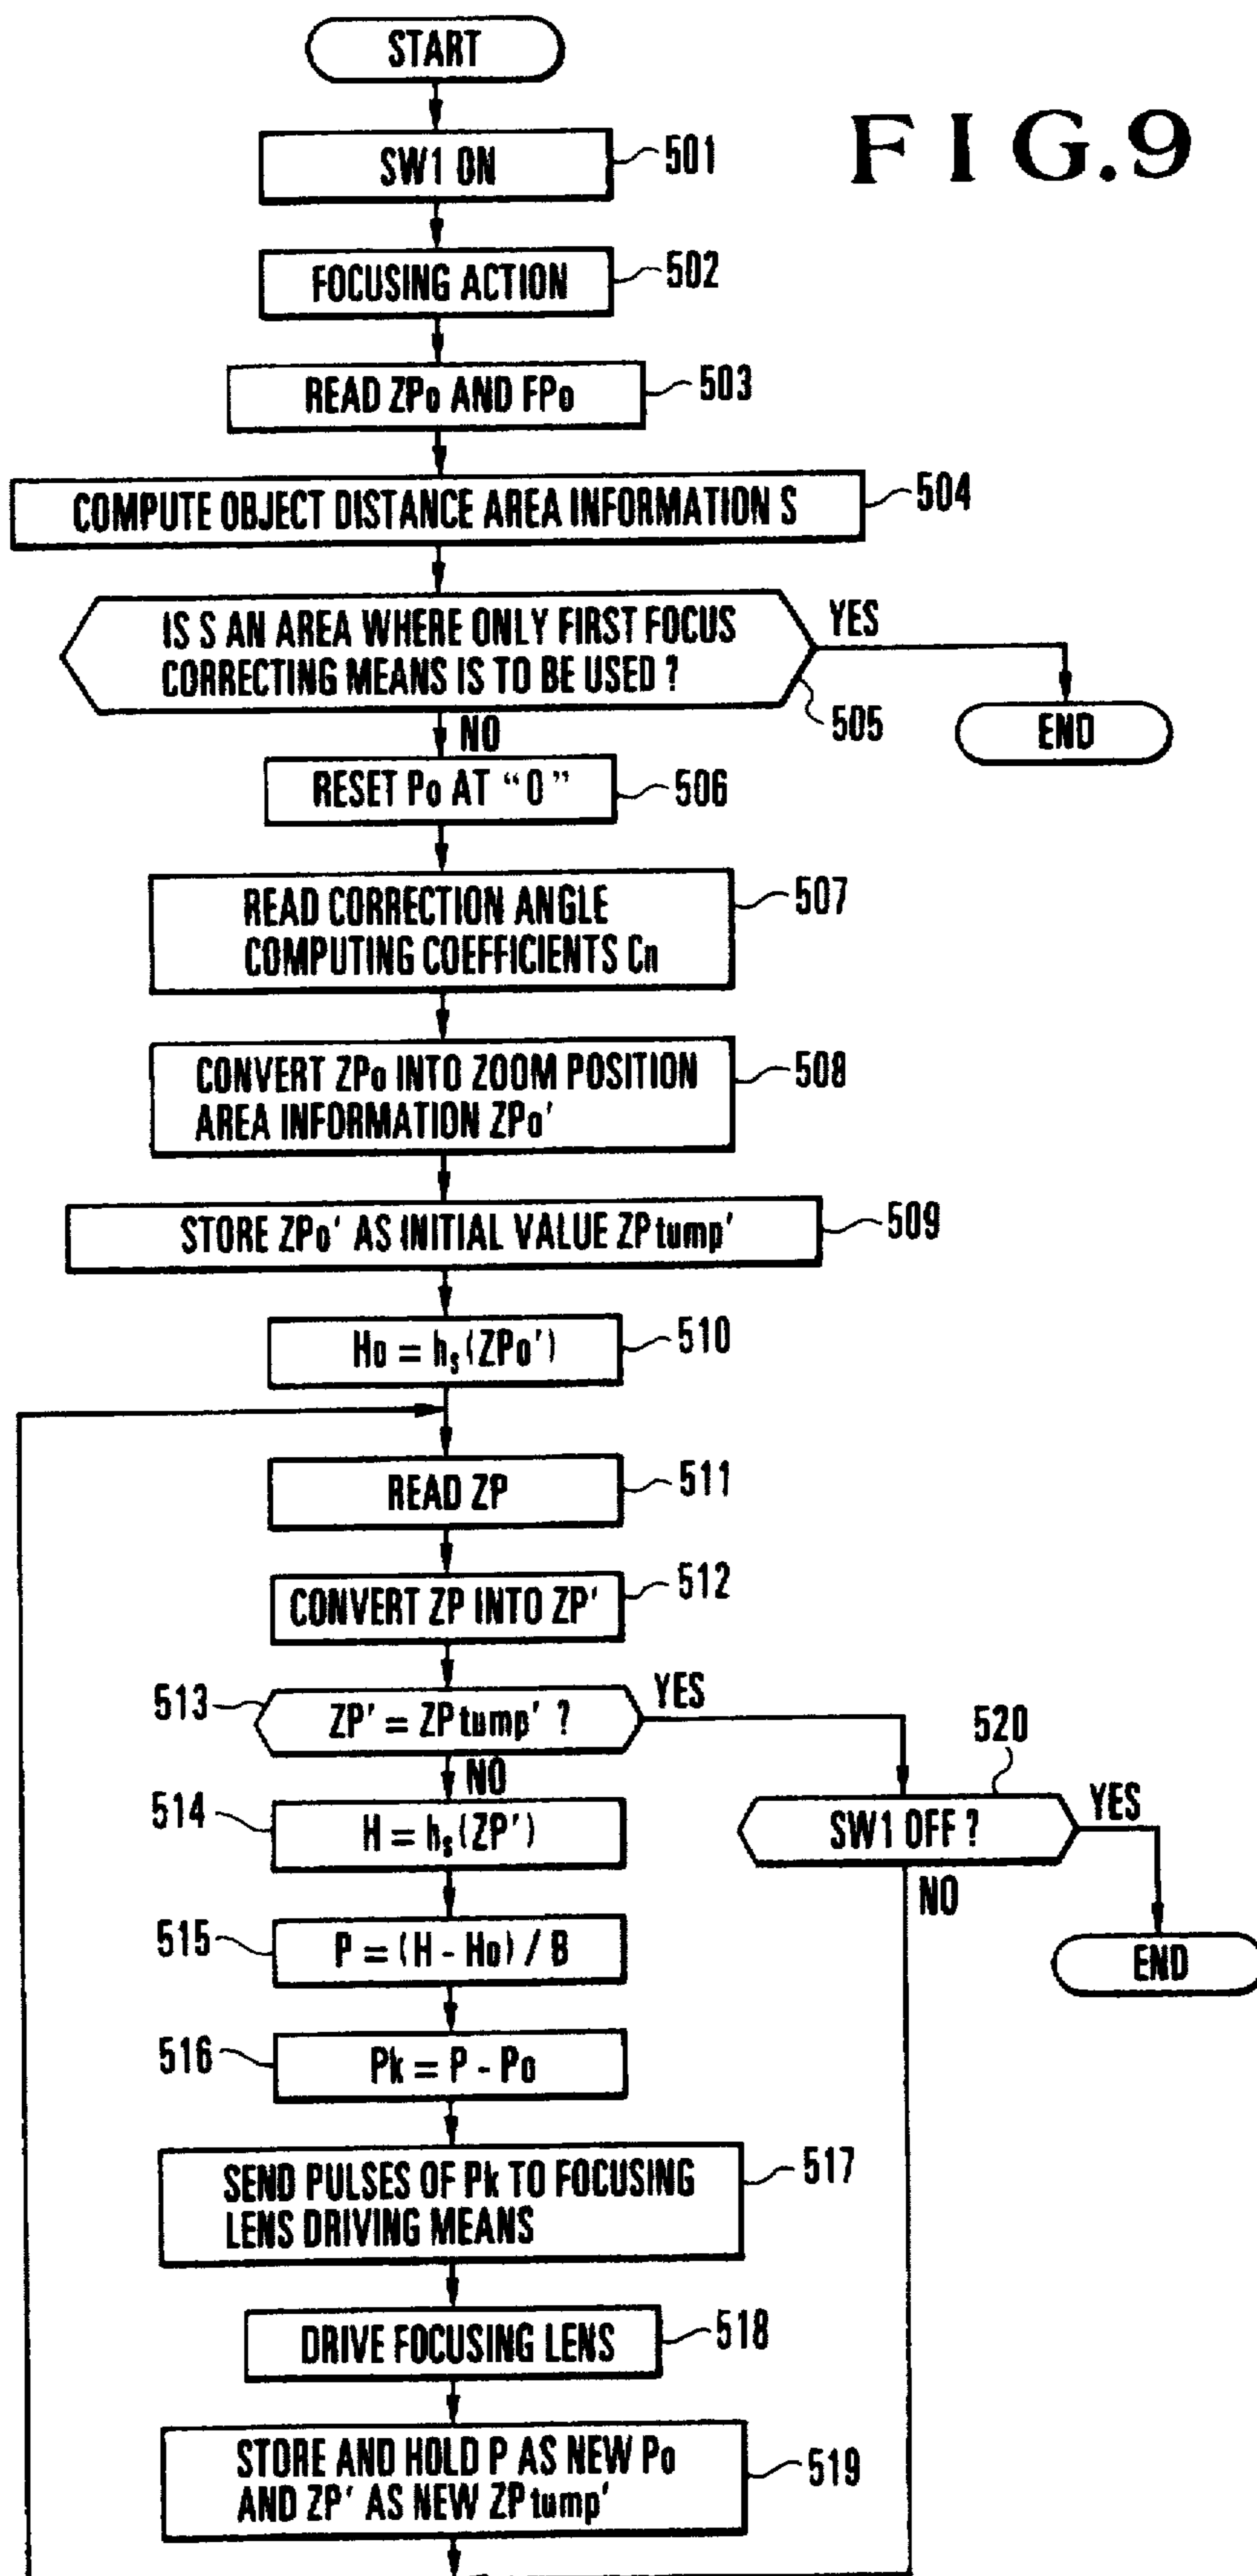 START
FIG.9
SW1 ON
501
FOCUSING ACTION
502
READ ZPo AND FPo
503
COMPUTE OBJECT DISTANCE AREA INFORMATION S
504
IS S AN AREA WHERE ONLY FIRST FOCUS
CORRECTING MEANS IS TO BE USED ?
YES
505
END
NO
RESET Po AT “0”
506
READ CORRECTION ANGLE
COMPUTING COEFFICIENTS Cn
507
CONVERT ZPo INTO ZOOM POSITION
AREA INFORMATION ZPo'
508
STORE ZPo' AS INITIAL VALUE ZPtump'
509
Ho = hs(ZPo')
510
READ ZP
511
CONVERT ZP INTO ZP'
512
513
ZP' = ZPtump' ?
YES
NO
520
SW1 OFF ?
YES
NO
END
514
H = hs(ZP')
515
P = (H - Ho) / B
516
Pk = P - Po
SEND PULSES OF Pk TO FOCUSING
LENS DRIVING MEANS
517
DRIVE FOCUSING LENS
518
STORE AND HOLD P AS NEW Po
AND ZP' AS NEW ZPtump'
519